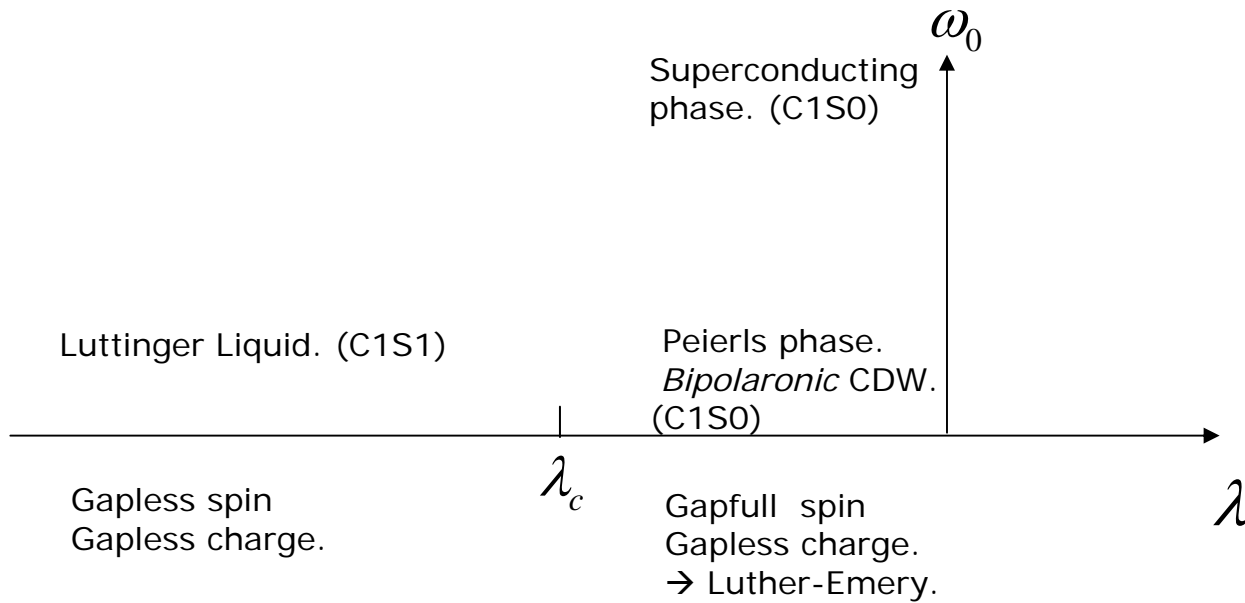 ω₀
Superconducting
phase. (C1S0)
Luttinger Liquid. (C1S1)
Peierls phase.
Bipolaronic CDW.
(C1S0)
λc
λ
Gapless spin
Gapless charge.
Gapfull spin
Gapless charge.
→ Luther-Emery.